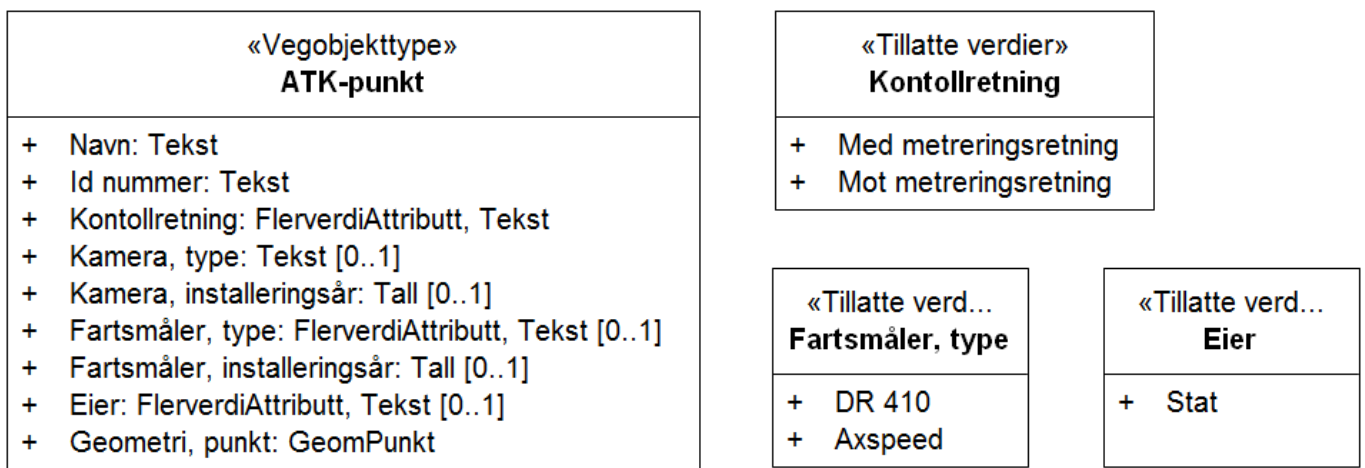 «Vegobjekttype»
ATK-punkt
+ Navn: Tekst
+ Id nummer: Tekst
+ Kontollretning: FlerverdiAttributt, Tekst
+ Kamera, type: Tekst [0..1]
+ Kamera, installeringsår: Tall [0..1]
+ Fartsmåler, type: FlerverdiAttributt, Tekst [0..1]
+ Fartsmåler, installeringsår: Tall [0..1]
+ Eier: FlerverdiAttributt, Tekst [0..1]
+ Geometri, punkt: GeomPunkt
«Tillatte verdier»
Kontollretning
+ Med metreringsretning
+ Mot metreringsretning
«Tillatte verd...
Fartsmåler, type
+ DR 410
+ Axspeed
«Tillatte verd...
Eier
+ Stat